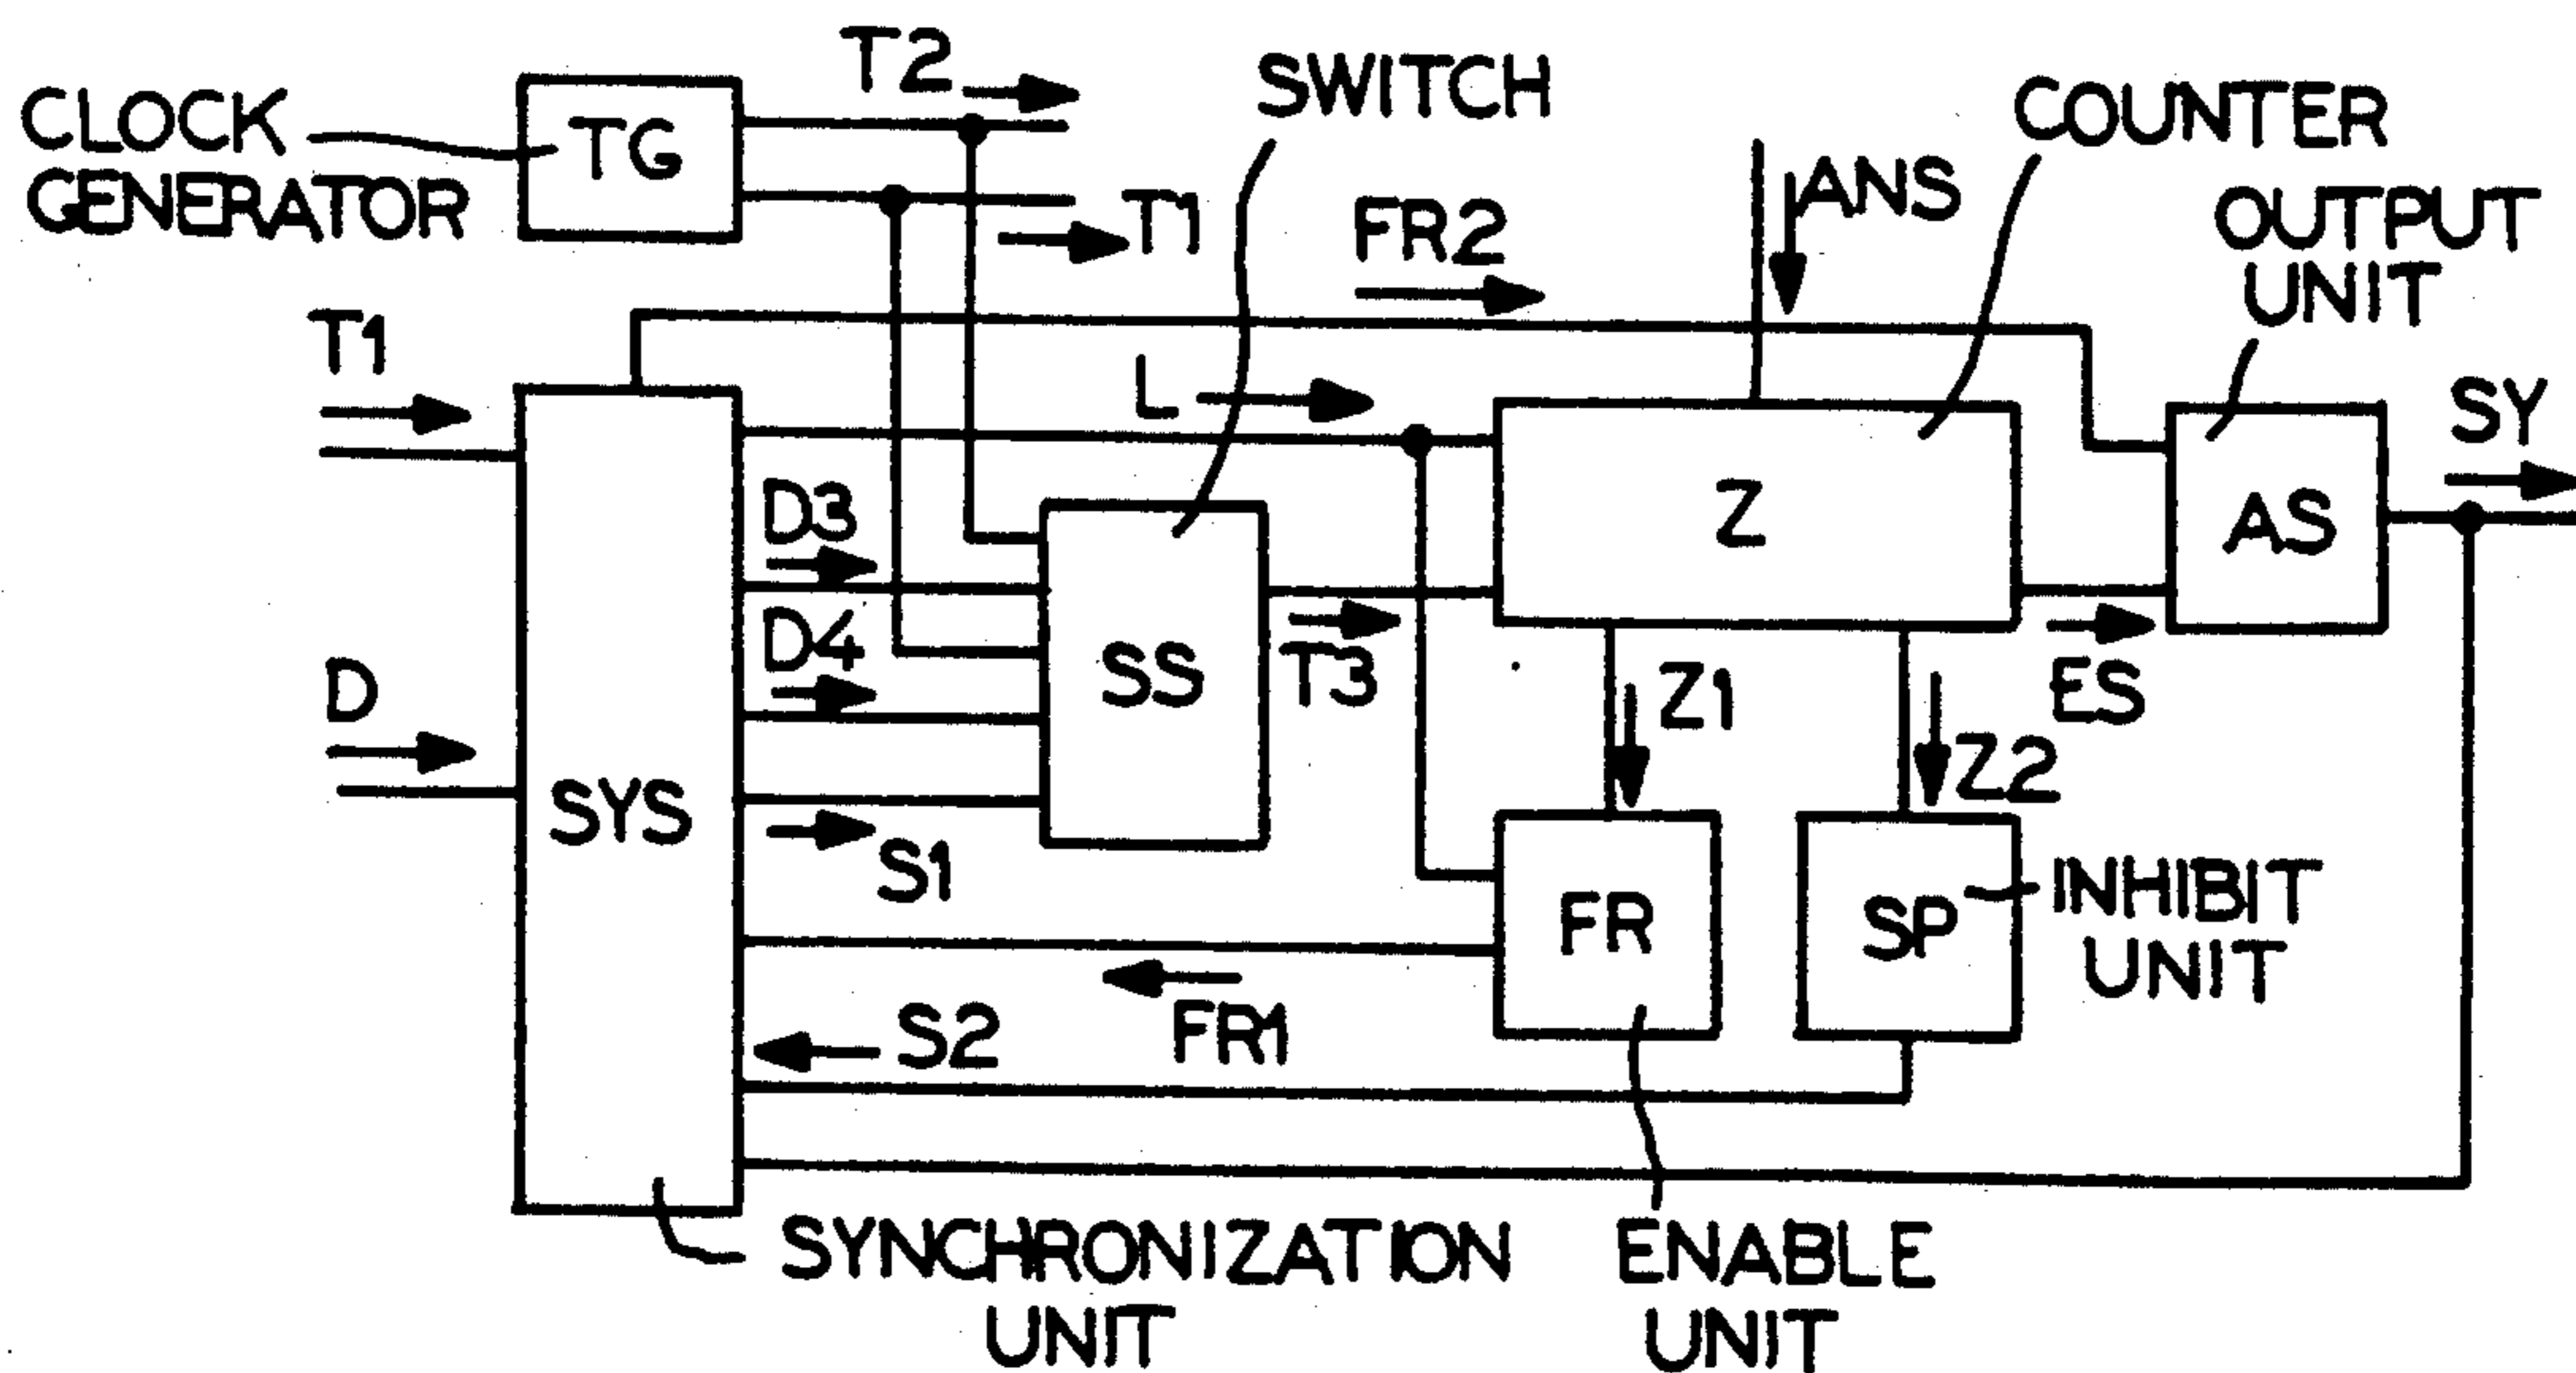 T2
SWITCH
COUNTER
CLOCK
GENERATOR
TG
T1
FR2
ANS
OUTPUT
UNIT
T1
L
SY
D3
Z
AS
D4
D
SS
T3
Z1
ES
Z2
SYS
S1
FR
SP
INHIBIT
UNIT
S2
FR1
SYNCHRONIZATION
UNIT
ENABLE
UNIT